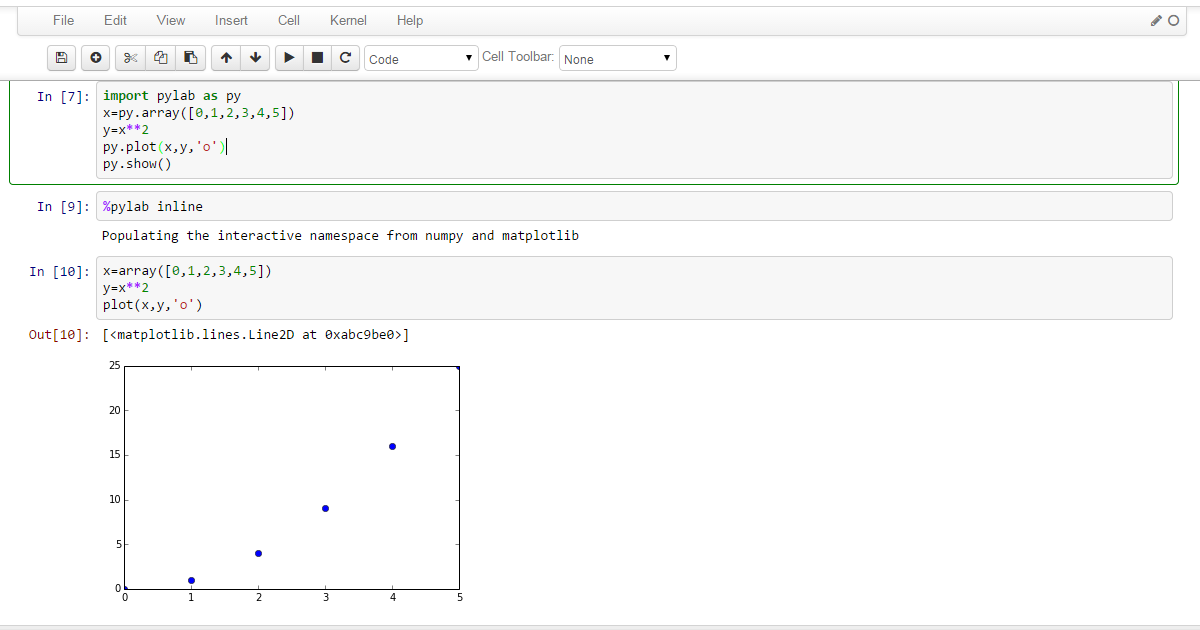 File Edit View Insert Cell Kernel Help
Code Cell Toolbar: None
In [7]: import pylab as py
x=py.array([0,1,2,3,4,5])
y=x**2
py.plot(x,y,'o')
py.show()
In [9]: %pylab inline
Populating the interactive namespace from numpy and matplotlib
In [10]: x=array([0,1,2,3,4,5])
y=x**2
plot(x,y,'o')
Out[10]: [<matplotlib.lines.Line2D at 0xabc9be0>]
25
20
15
10
5
0
0 1 2 3 4 5